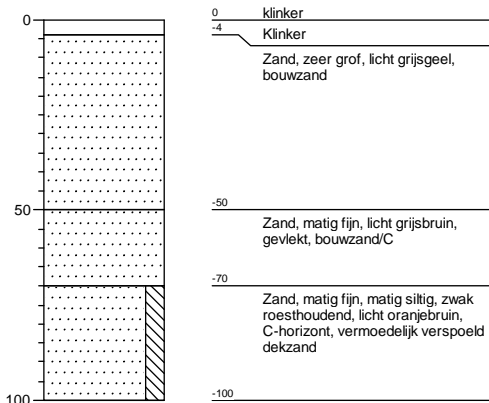 0
0
klinker
-4
Klinker
Zand, zeer grof, licht grijsgeel,
bouwzand
50
-50
Zand, matig fijn, licht grijsbruin,
gevlekt, bouwzand/C
-70
Zand, matig fijn, matig siltig, zwak
roesthoudend, licht oranjebruin,
C-horizont, vermoedelijk verspoeld
dekzand
100
-100